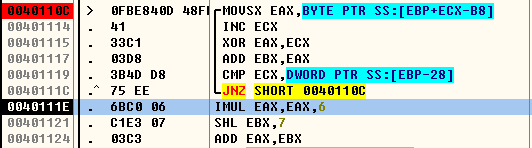 0040110C > 0FBE840D 48FF MOVSX EAX,BYTE PTR SS:[EBP+ECX-B8]
00401114 . 41 INC ECX
00401115 . 33C1 XOR EAX,ECX
00401117 . 03D8 ADD EBX,EAX
00401119 . 3B4D D8 CMP ECX,DWORD PTR SS:[EBP-28]
0040111C .^ 75 EE JNZ SHORT 0040110C
0040111E . 6BC0 06 IMUL EAX,EAX,6
00401121 . C1E3 07 SHL EBX,7
00401124 . 03C3 ADD EAX,EBX